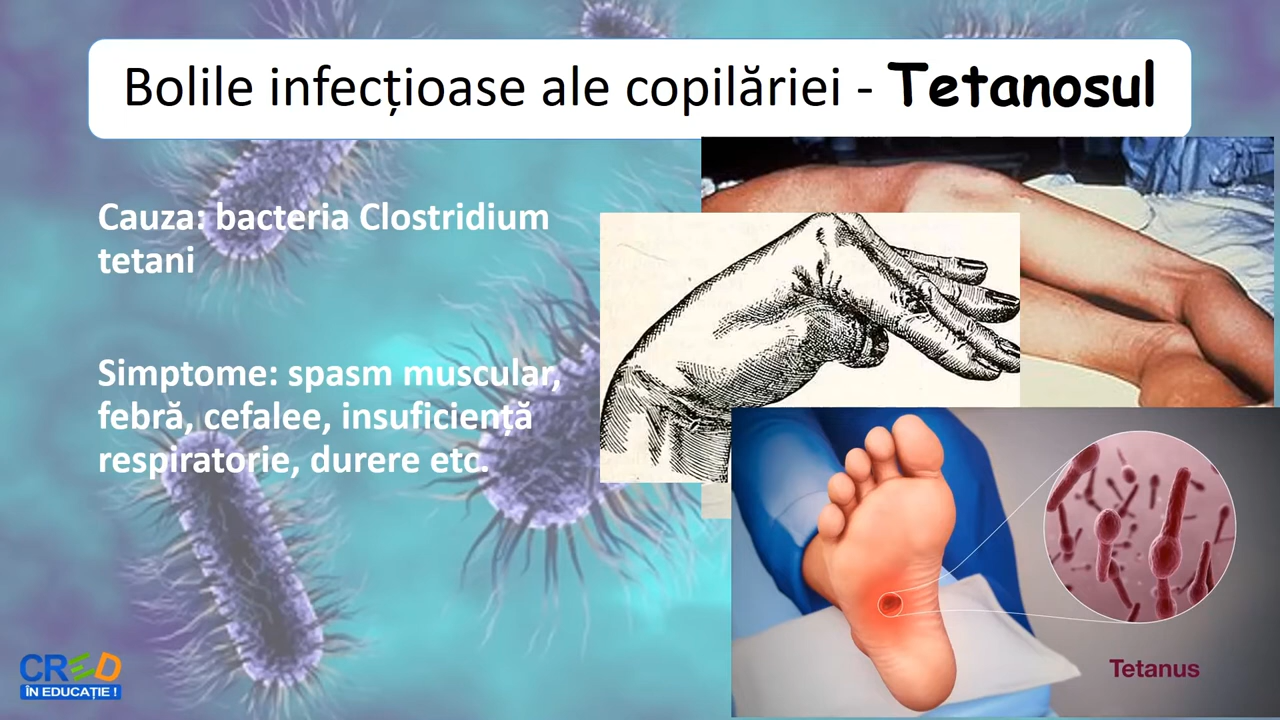 Bolile infecțioase ale copilăriei - Tetanosul
Cauza: bacteria Clostridium
tetani
Simptome: spasm muscular,
febră, cefalee, insuficiență
respiratorie, durere etc.
Tetanus
CRED
ÎN EDUCAȚIE !